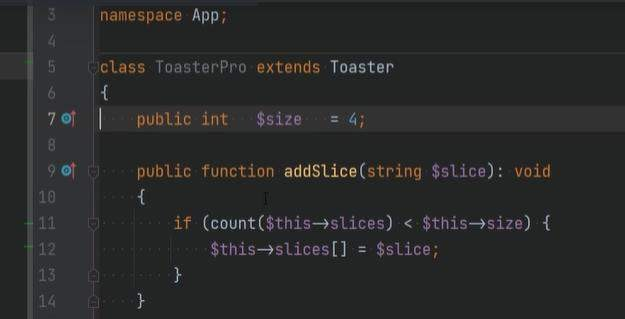 3 namespace App;
4
5 class ToasterPro extends Toaster
6 {
7 public int $size = 4;
8
9 public function addSlice(string $slice): void
10 {
11 if (count($this→slices) < $this→size) {
12 $this→slices[] = $slice;
13 }
14 }